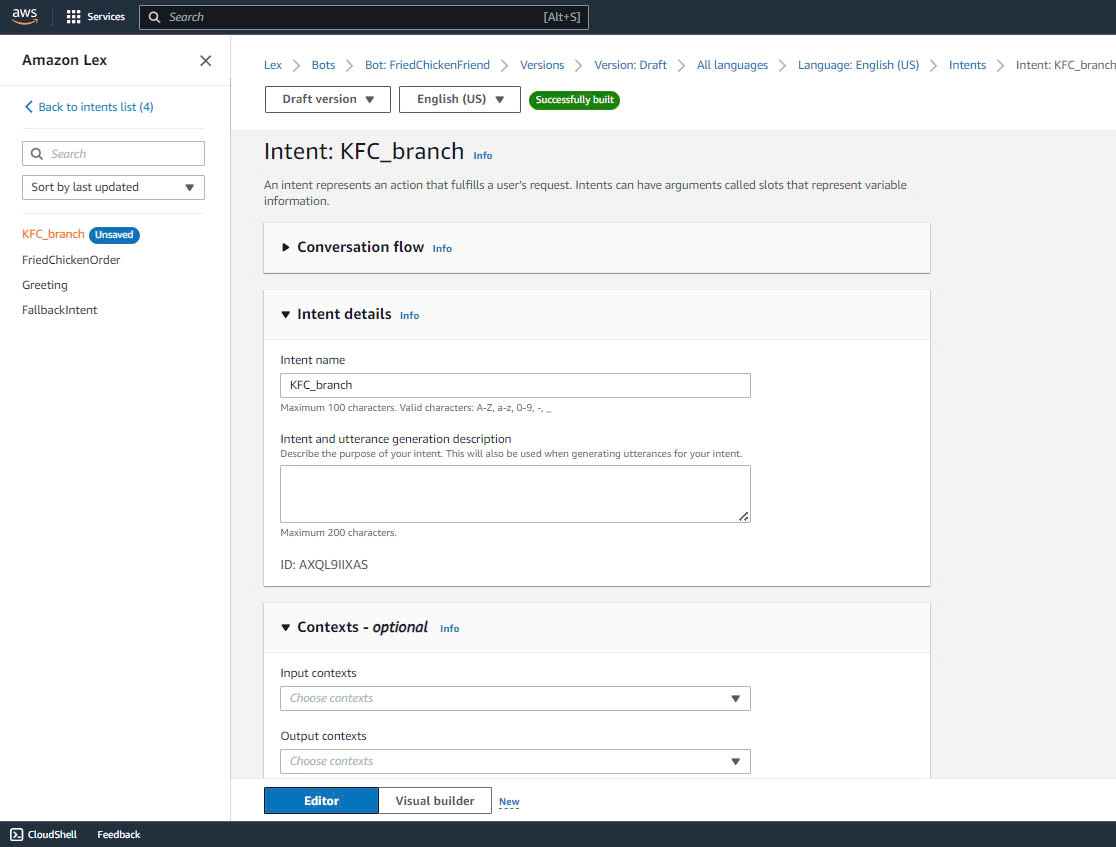 aws
Services
Search
[Alt+S]
Amazon Lex
Back to intents list (4)
Search
Sort by last updated
KFC_branch Unsaved
FriedChickenOrder
Greeting
FallbackIntent
Lex
Bots
Bot: FriedChickenFriend
Versions
Version: Draft
All languages
Language: English (US)
Intents
Intent: KFC_branch
Draft version
English (US)
Successfully built
Intent: KFC_branch Info
An intent represents an action that fulfills a user's request. Intents can have arguments called slots that represent variable
information.
Conversation flow Info
Intent details Info
Intent name
KFC_branch
Maximum 100 characters. Valid characters: A-Z, a-z, 0-9, -, _
Intent and utterance generation description
Describe the purpose of your intent. This will also be used when generating utterances for your intent.
Maximum 200 characters.
ID: AXQL9IIXAS
Contexts - optional Info
Input contexts
Choose contexts
Output contexts
Choose contexts
Editor
Visual builder
New
CloudShell
Feedback